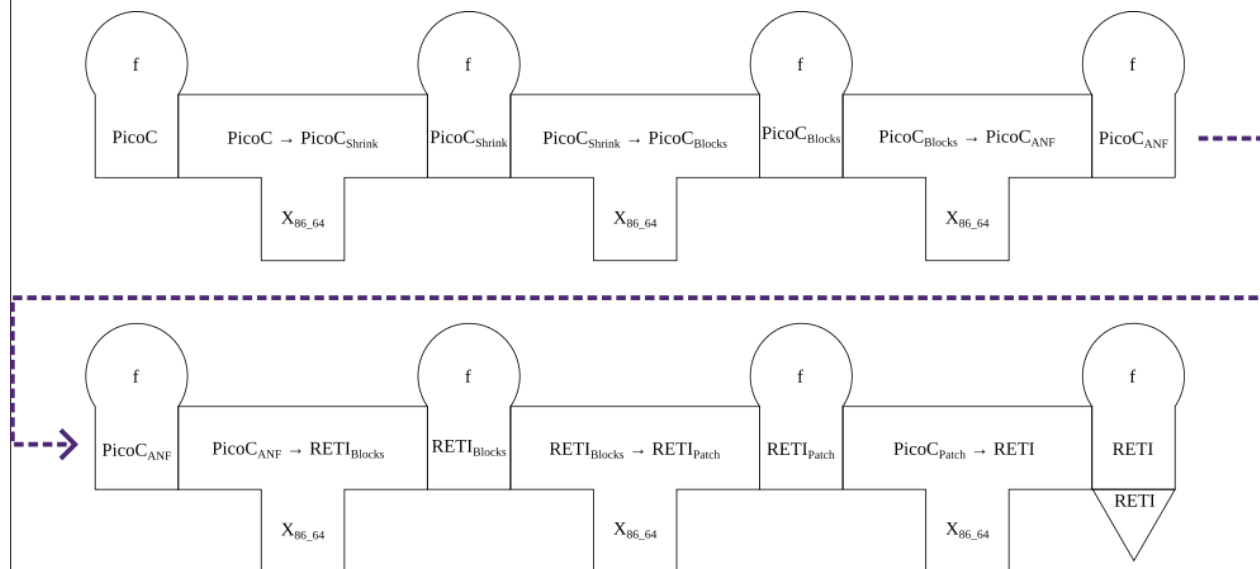 f
f
f
f
PicoC
PicoC → PicoC_Shrink
PicoC_Shrink
PicoC_Shrink → PicoC_Blocks
PicoC_Blocks
PicoC_Blocks → PicoC_ANF
PicoC_ANF
X_86_64
X_86_64
X_86_64
f
f
f
f
PicoC_ANF
PicoC_ANF → RETI_Blocks
RETI_Blocks
RETI_Blocks → RETI_Patch
RETI_Patch
PicoC_Patch → RETI
RETI
RETI
X_86_64
X_86_64
X_86_64